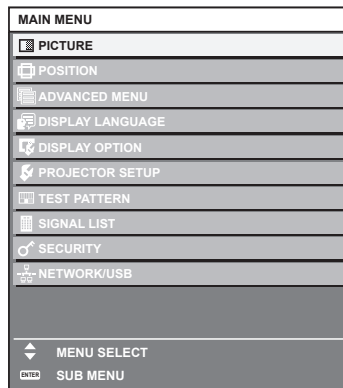 MAIN MENU
PICTURE
POSITION
ADVANCED MENU
DISPLAY LANGUAGE
DISPLAY OPTION
PROJECTOR SETUP
TEST PATTERN
SIGNAL LIST
SECURITY
NETWORK/USB
MENU SELECT
ENTER SUB MENU